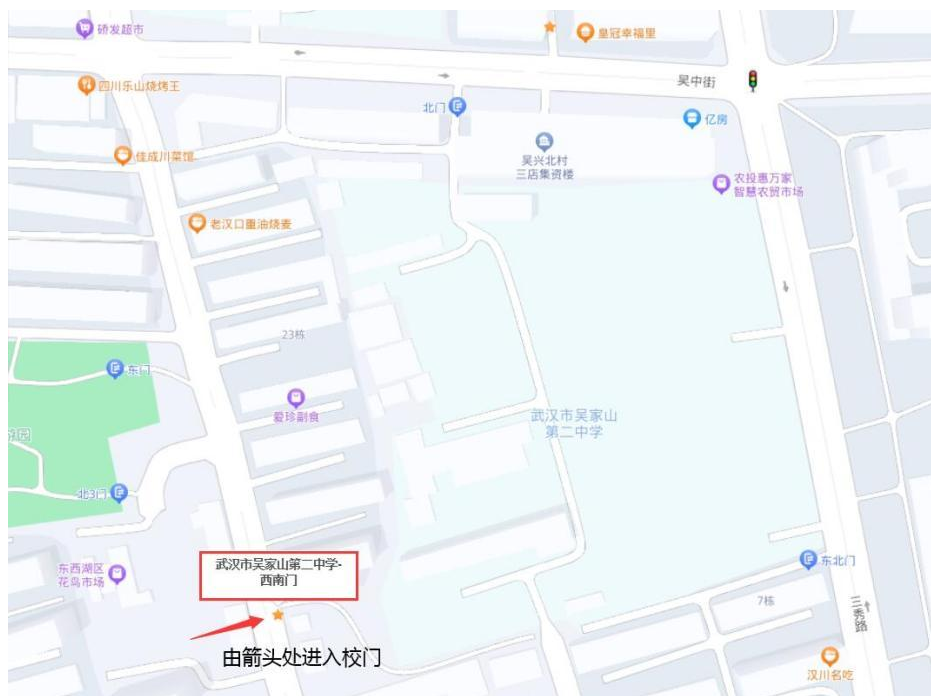 硚发超市
皇冠幸福里
四川乐山烧烤王
吴中街
北门
亿房
佳成川菜馆
吴兴北村
三店集资楼
农投惠万家
智慧农贸市场
老汉口重油烧麦
23栋
东门
爱珍副食
武汉市吴家山
第二中学
北3门
东西湖区
花鸟市场
武汉市吴家山第二中学-
西南门
东北门
7栋
三秀路
由箭头处进入校门
汉川名吃